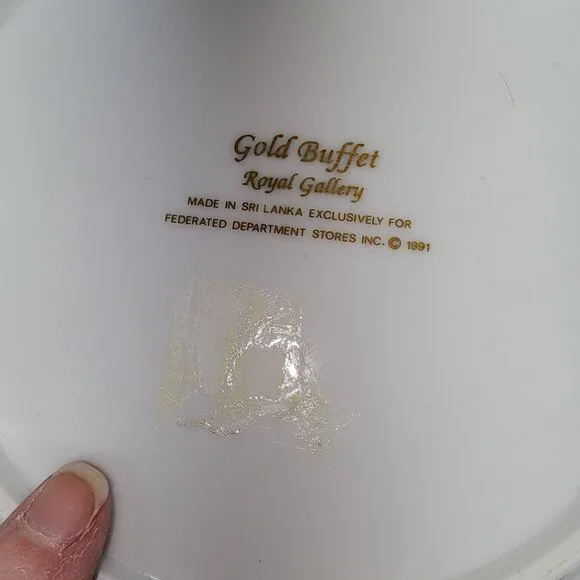 Gold Buffet
Royal Gallery
MADE IN SRI LANKA EXCLUSIVELY FOR
FEDERATED DEPARTMENT STORES INC. © 1991